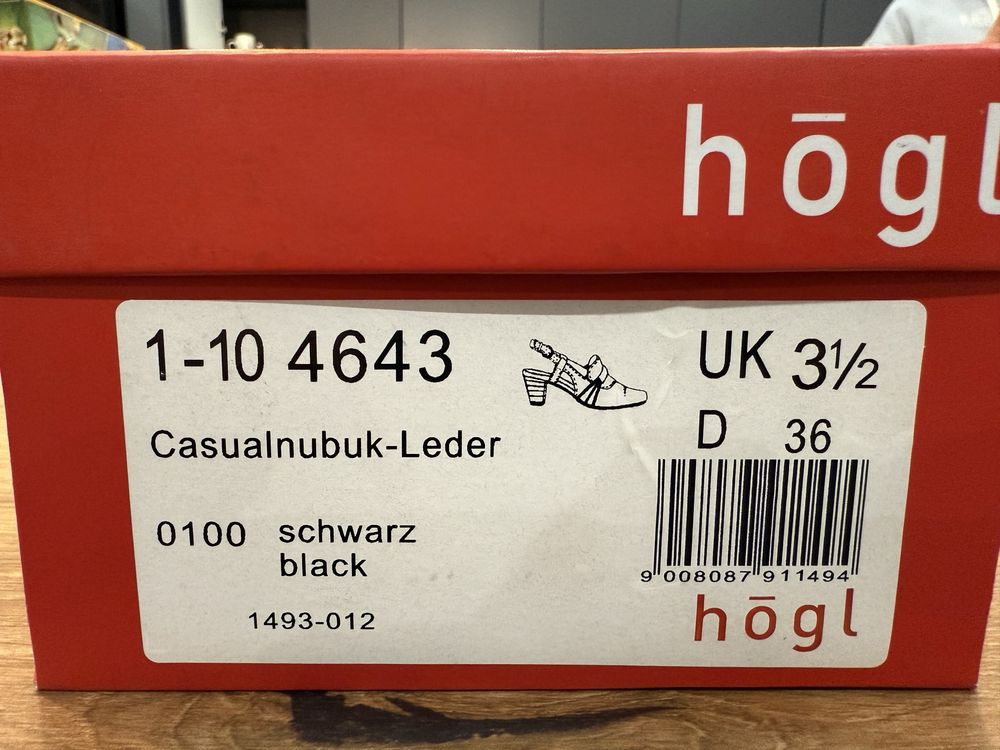 hōgl
1-10 4643
UK 3½
D 36
Casualnubuk-Leder
0100 schwarz
black
1493-012
9 008087 911494
hōgl